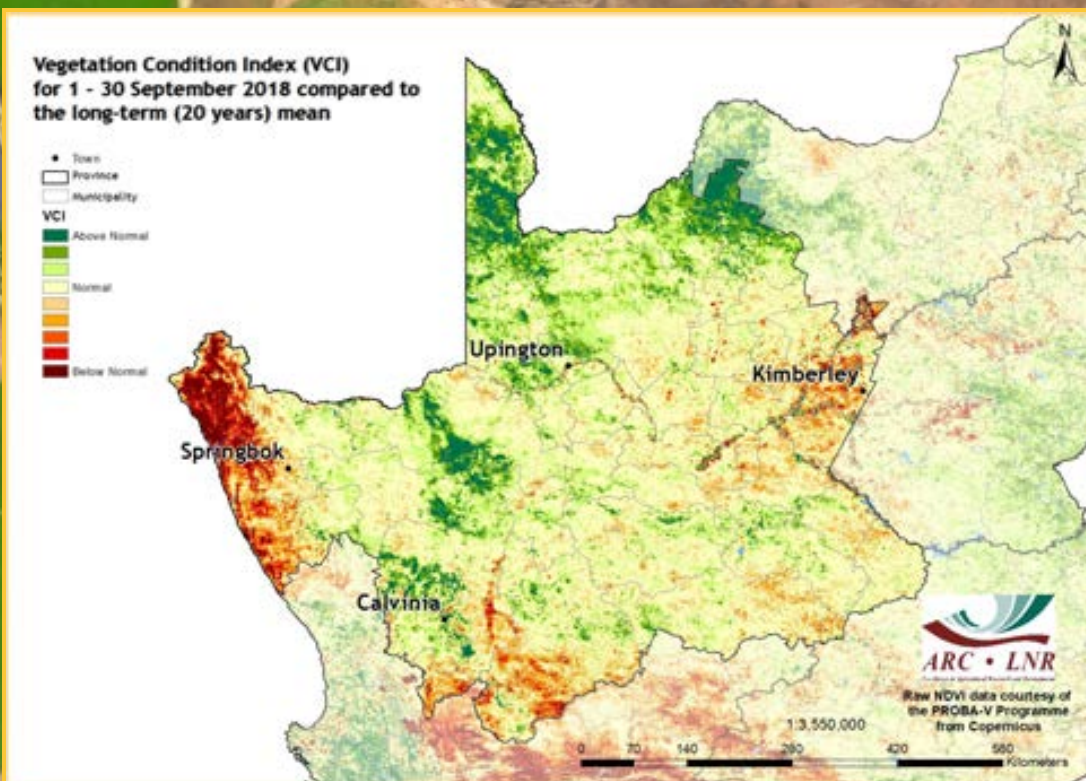 Vegetation Condition Index (VCI)
for 1 - 30 September 2018 compared to
the long-term (20 years) mean
N
Town
Province
Municipality
VCI
Above Normal
Normal
Below Normal
Upington
Kimberley
Springbok
Calvinia
ARC • LNR
Raw NDVI data courtesy of
the PROBA-V Programme
from Copernicus
1:3,550,000
0 70 140 280 420 560
Kilometers